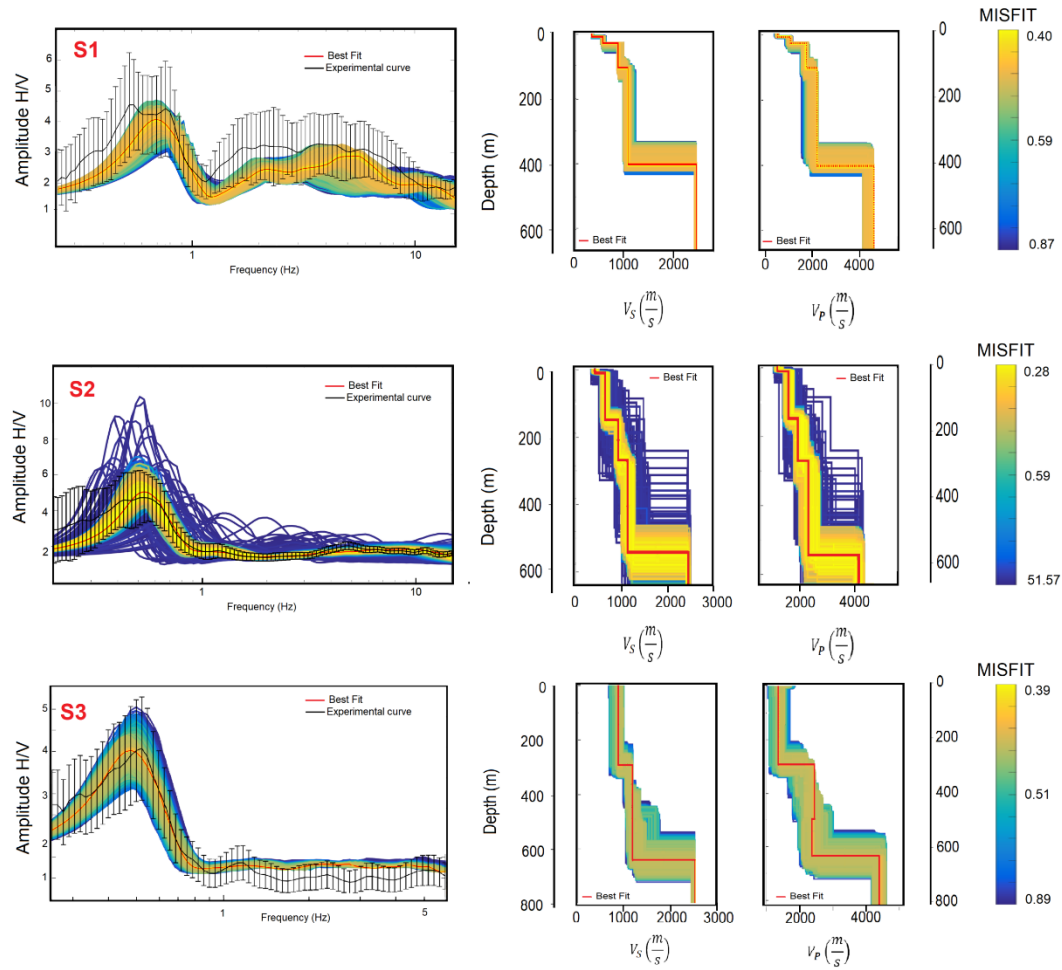 S1
Best Fit
Experimental curve
Amplitude H/V
6
5
4
3
2
1
1
10
Frequency (Hz)
Depth (m)
0
200
400
600
Best Fit
0
1000
2000
V_S (m/s)
Best Fit
0
2000
4000
V_P (m/s)
0
200
400
600
MISFIT
0.40
0.59
0.87
S2
Best Fit
Experimental curve
Amplitude H/V
10
8
6
4
2
1
10
Frequency (Hz)
Depth (m)
0
200
400
600
Best Fit
0
1000
2000
3000
V_S (m/s)
Best Fit
2000
4000
V_P (m/s)
0
200
400
600
MISFIT
0.28
0.59
51.57
S3
Best Fit
Experimental curve
Amplitude H/V
5
4
3
2
1
1
5
Frequency (Hz)
Depth (m)
0
200
400
600
800
Best Fit
0
1000
2000
3000
V_S (m/s)
Best Fit
2000
4000
V_P (m/s)
0
200
400
600
800
MISFIT
0.39
0.51
0.89